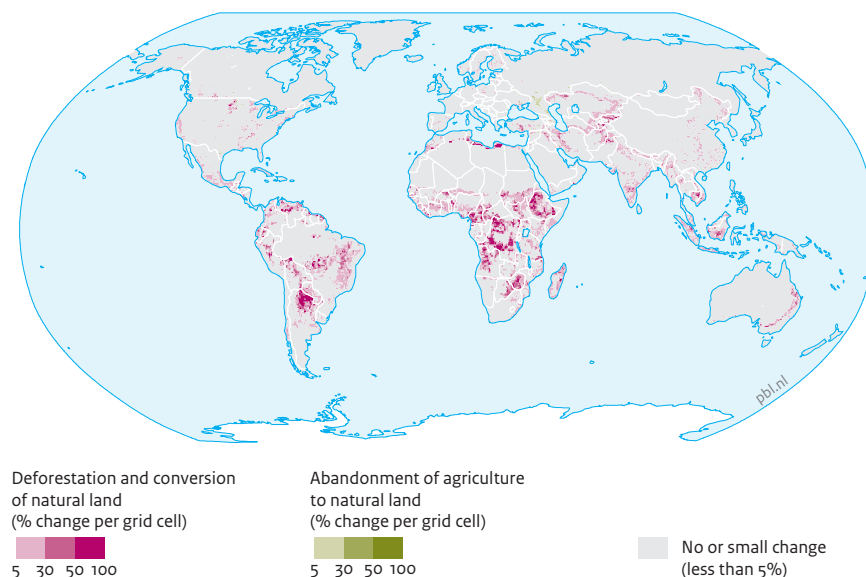 pbl.nl
Deforestation and conversion
of natural land
(% change per grid cell)
5 30 50 100
Abandonment of agriculture
to natural land
(% change per grid cell)
5 30 50 100
No or small change
(less than 5%)